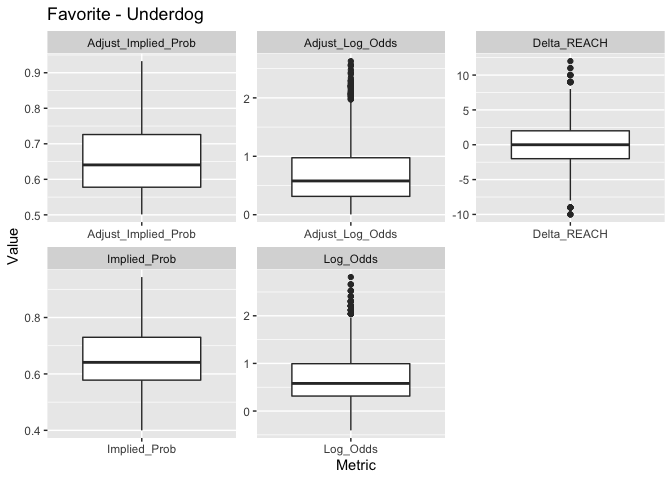 Favorite - Underdog
Adjust_Implied_Prob
Adjust_Log_Odds
Delta_REACH
0.9
0.8
0.7
0.6
0.5
2
1
0
10
5
0
-5
-10
Adjust_Implied_Prob
Adjust_Log_Odds
Delta_REACH
Value
Implied_Prob
Log_Odds
0.8
0.6
0.4
2
1
0
Implied_Prob
Log_Odds
Metric